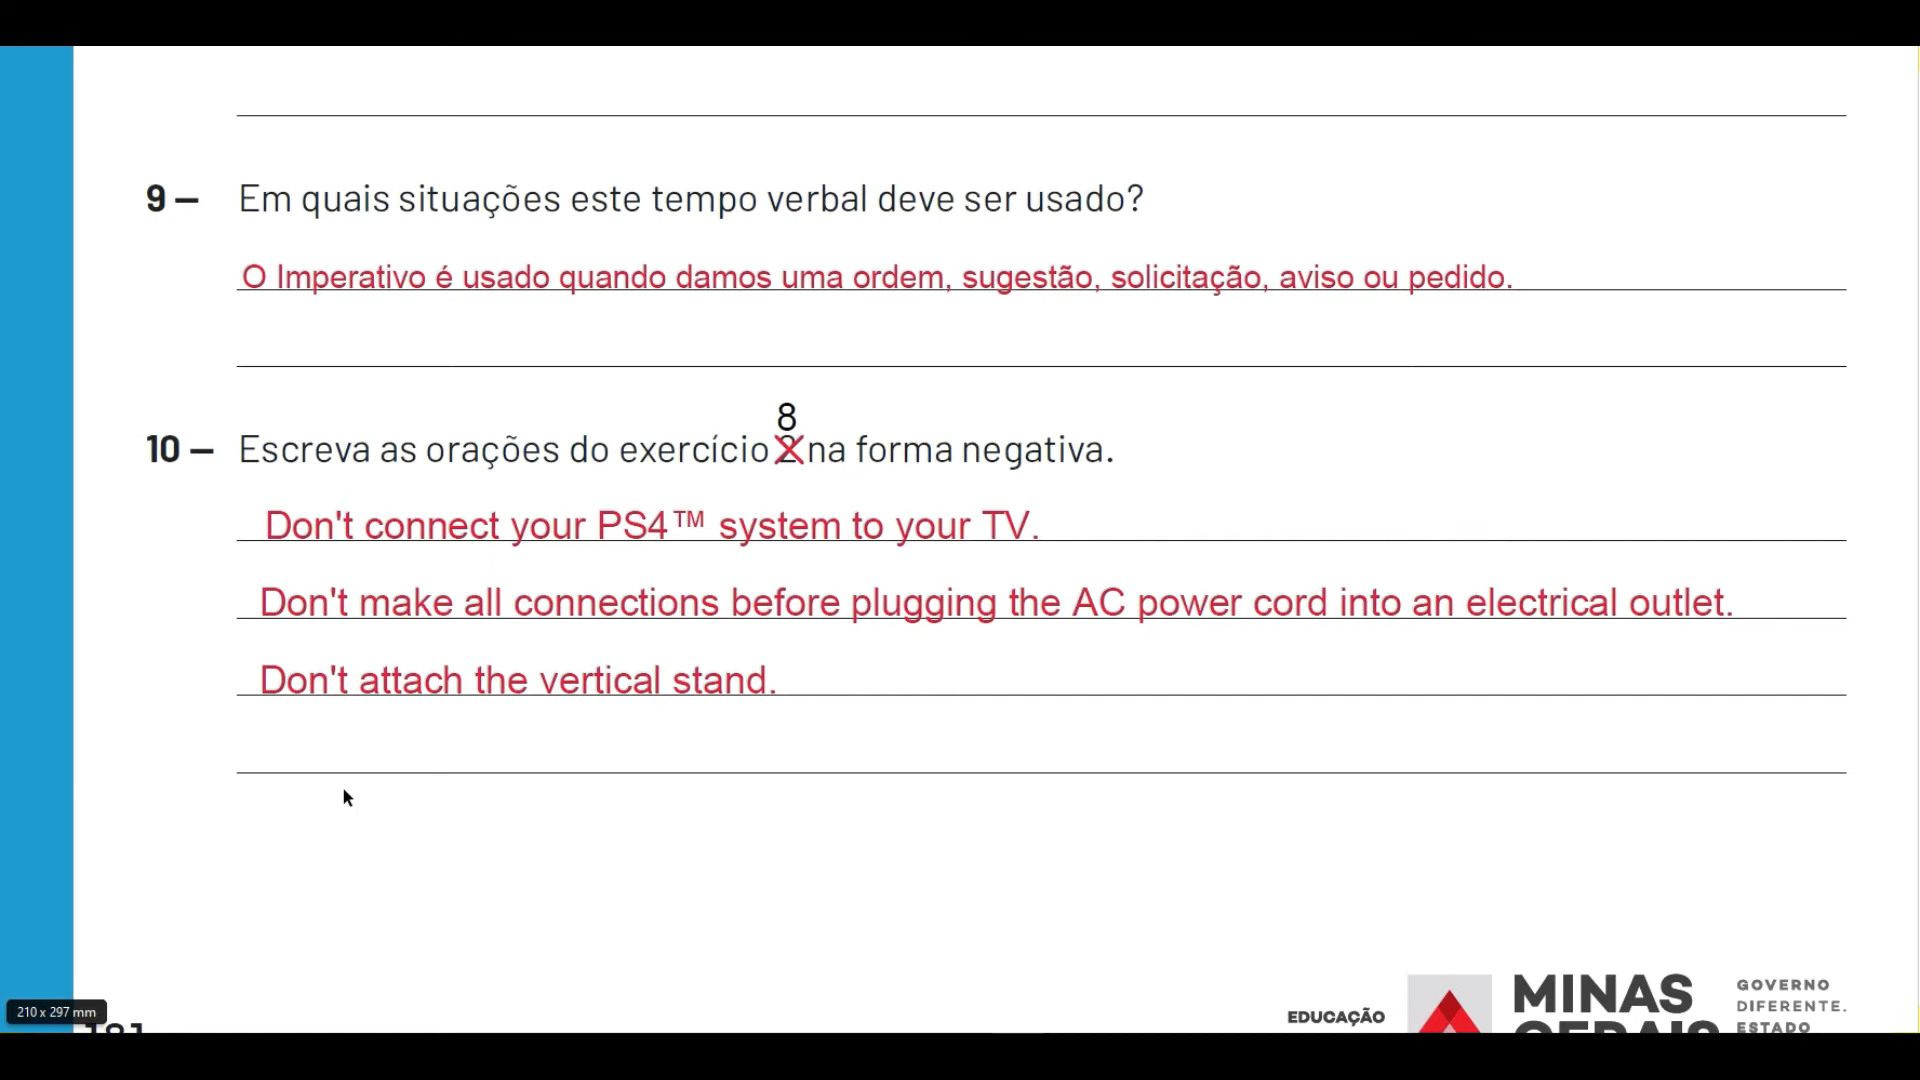 9 – Em quais situações este tempo verbal deve ser usado?
O Imperativo é usado quando damos uma ordem, sugestão, solicitação, aviso ou pedido.
8
10 – Escreva as orações do exercício 2 na forma negativa.
Don't connect your PS4™ system to your TV.
Don't make all connections before plugging the AC power cord into an electrical outlet.
Don't attach the vertical stand.
210 x 297 mm
181
EDUCAÇÃO
MINAS
GERAIS
GOVERNO
DIFERENTE.
ESTADO